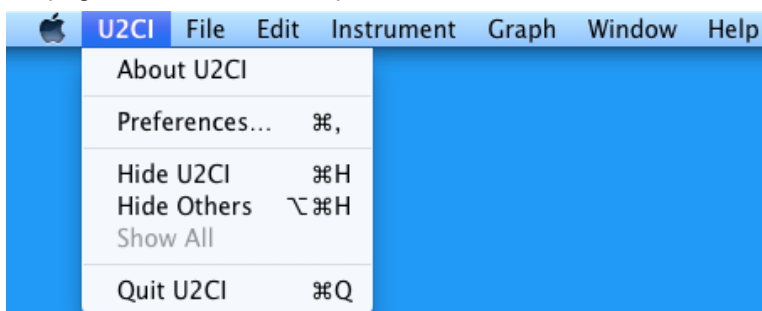 U2CI File Edit Instrument Graph Window Help
About U2CI
Preferences... ⌘,
Hide U2CI ⌘H
Hide Others ⌥⌘H
Show All
Quit U2CI ⌘Q